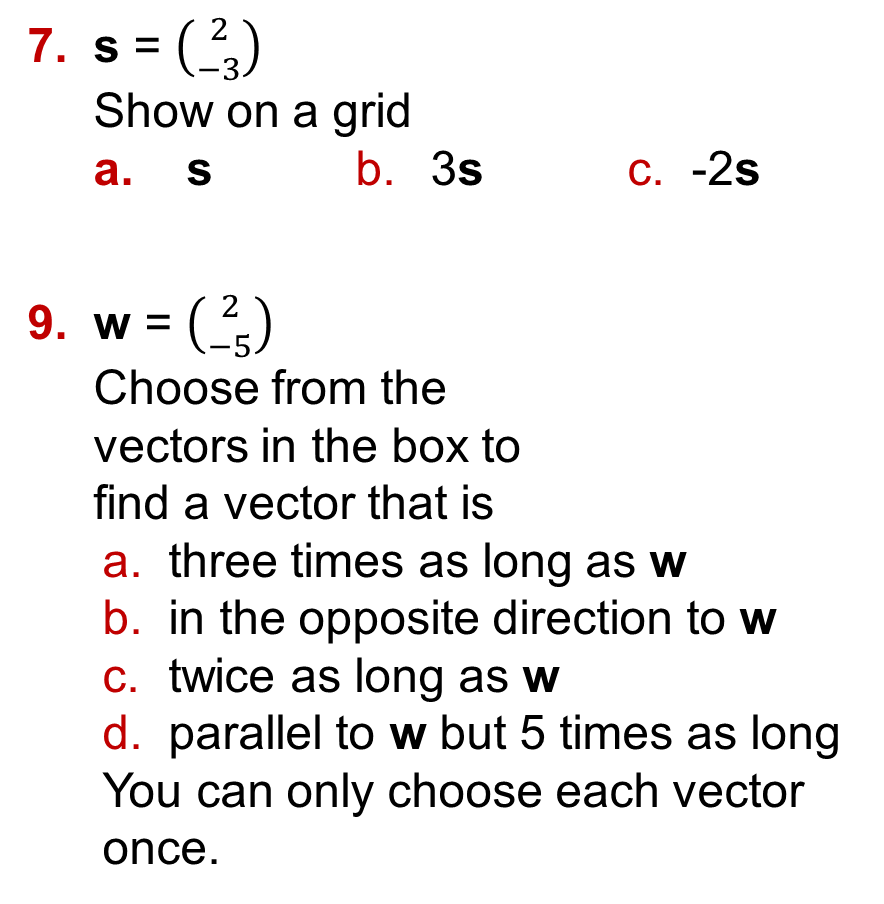 7. s = (2 −3)
Show on a grid
a. s b. 3s c. -2s
9. w = (2 −5)
Choose from the
vectors in the box to
find a vector that is
a. three times as long as w
b. in the opposite direction to w
c. twice as long as w
d. parallel to w but 5 times as long
You can only choose each vector
once.